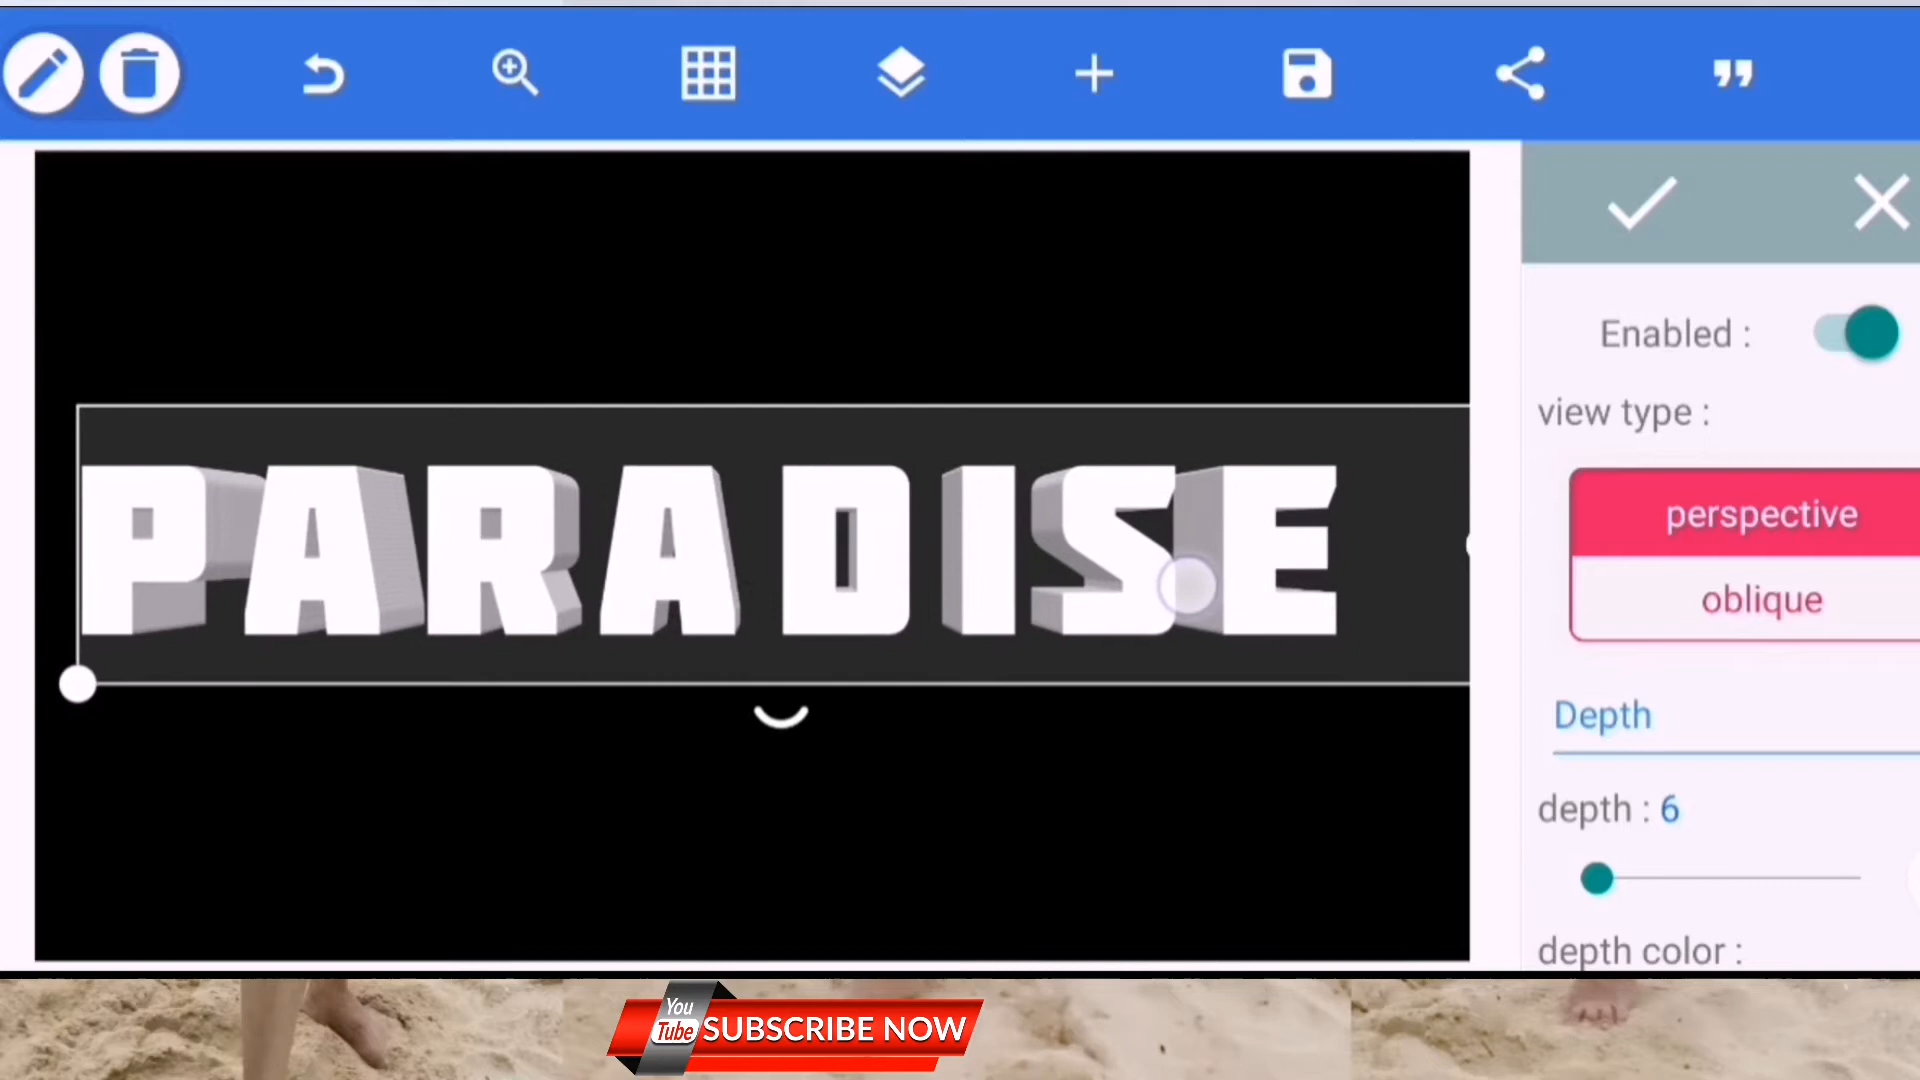 PARADISE
Enabled :
view type :
perspective
oblique
Depth
depth : 6
depth color :
You
Tube
SUBSCRIBE NOW